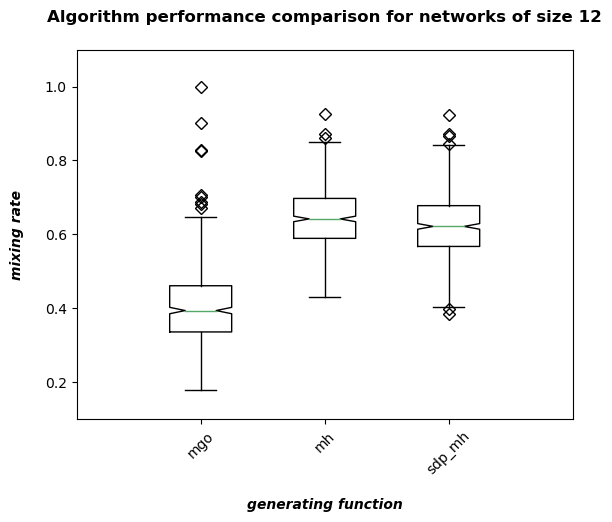 Algorithm performance comparison for networks of size 12
1.0
0.8
0.6
0.4
0.2
mixing rate
mgo
mh
sdp_mh
generating function